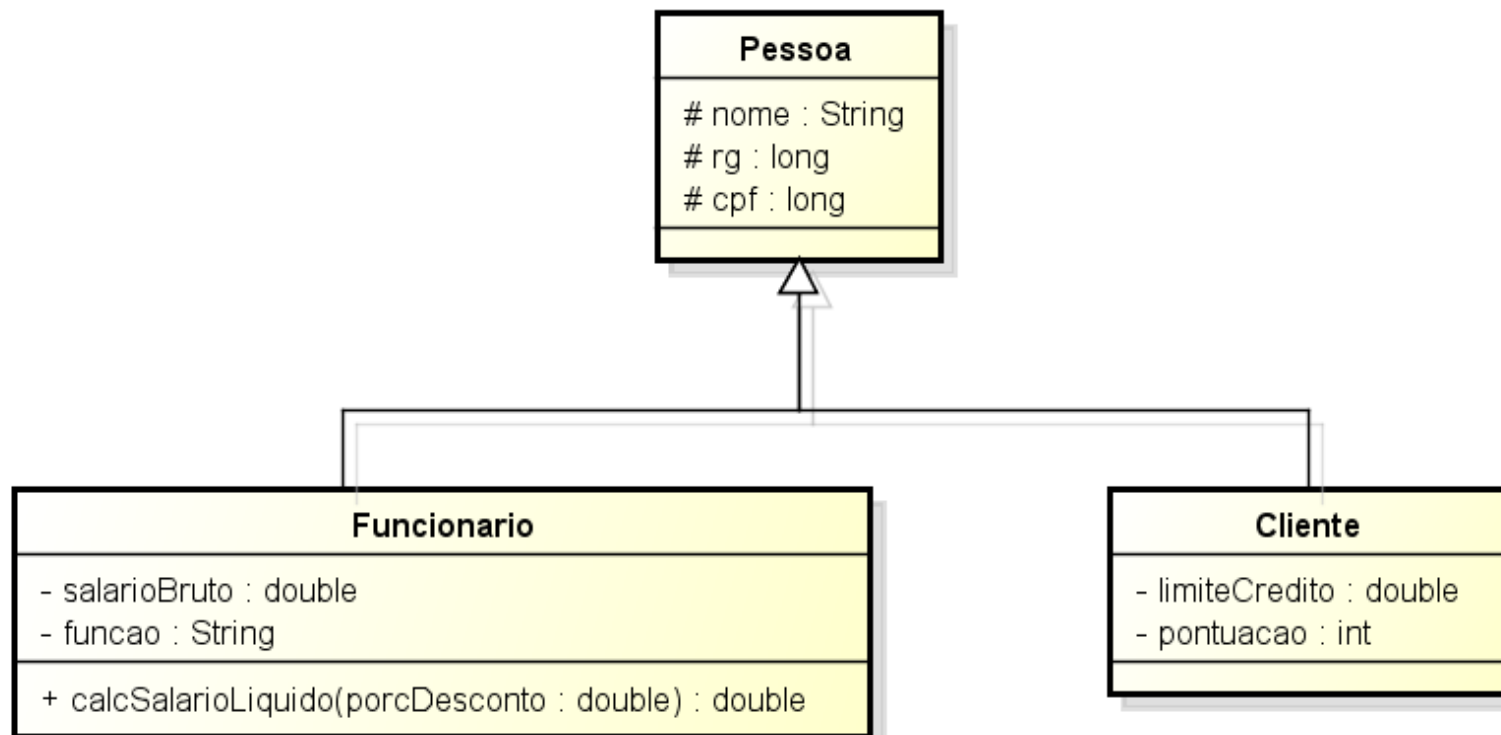 Pessoa
# nome : String
# rg : long
# cpf : long
Funcionario
- salarioBruto : double
- funcao : String
+ calcSalarioLiquido(porcDesconto : double) : double
Cliente
- limiteCredito : double
- pontuacao : int